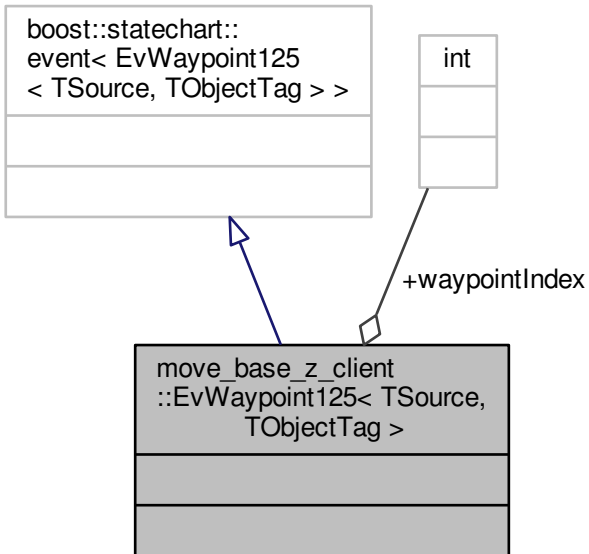 boost::statechart::
event< EvWaypoint125
< TSource, TObjectTag > >
int
+waypointIndex
move_base_z_client
::EvWaypoint125< TSource,
TObjectTag >